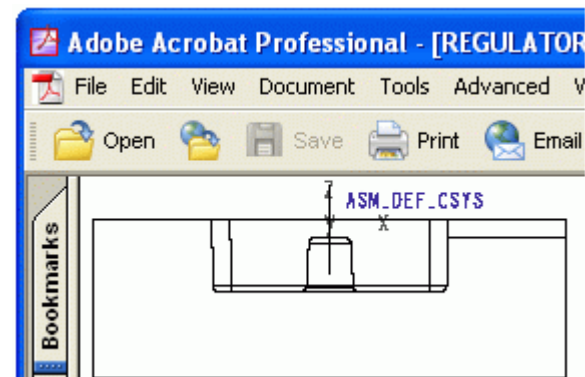 Adobe Acrobat Professional - [REGULATOR
File Edit View Document Tools Advanced
Open Save Print Email
Z
ASM_DEF_CSYS
X
Bookmarks